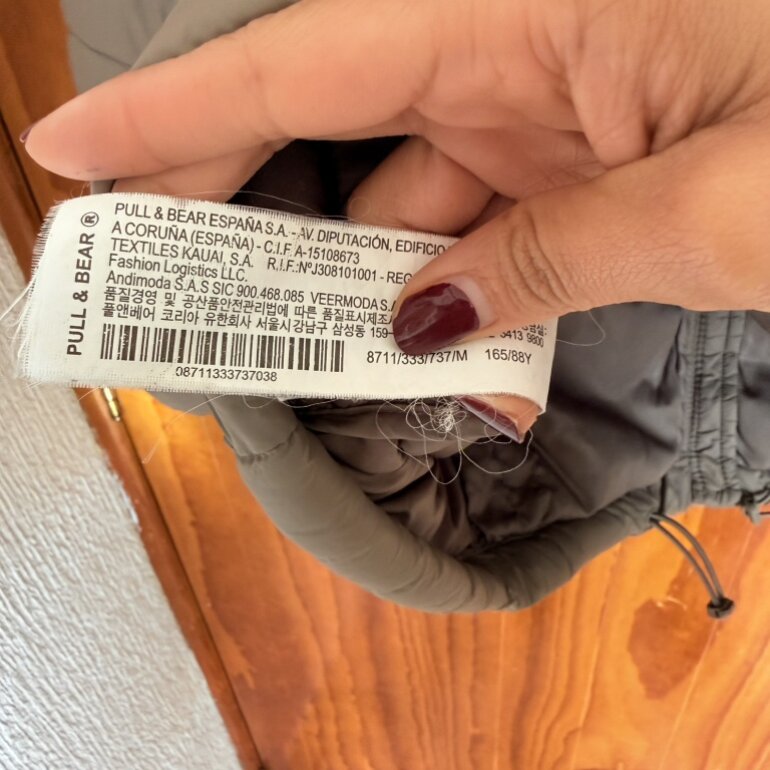 PULL & BEAR ®
PULL & BEAR ESPAÑA S.A. - AV. DIPUTACIÓN, EDIFICIO
A CORUÑA (ESPAÑA) - C.I.F. A-15108673
TEXTILES KAUAI, S.A. R.I.F.:NºJ308101001 - REG
Fashion Logistics LLC.
Andimoda S.A.S SIC 900.468.085 VEERMODA S.A
품질경영 및 공산품안전관리법에 따른 품질표시제조
풀앤베어 코리아 유한회사 서울시강남구 삼성동 159- 3413 9800
8711/333/737/M 165/88Y
08711333737038